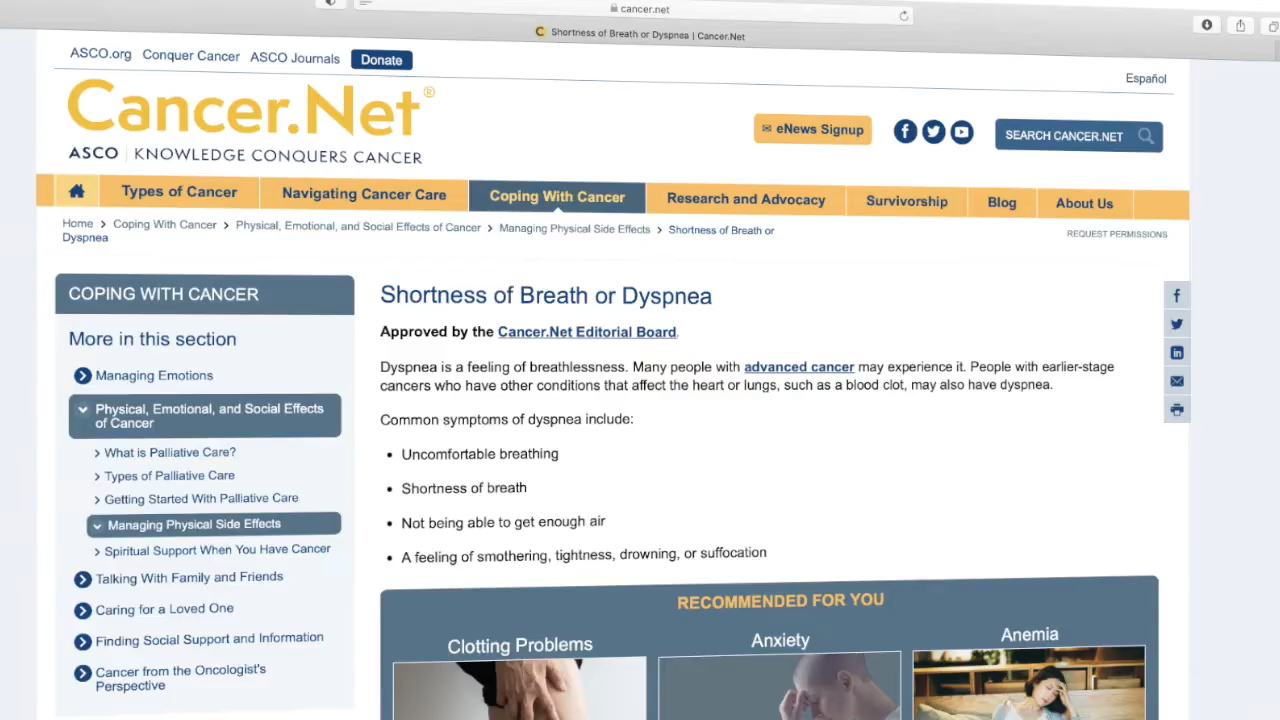 cancer.net
Shortness of Breath or Dyspnea | Cancer.Net
ASCO.org Conquer Cancer ASCO Journals Donate
Español
Cancer.Net®
ASCO | KNOWLEDGE CONQUERS CANCER
eNews Signup
SEARCH CANCER.NET
Types of Cancer Navigating Cancer Care Coping With Cancer Research and Advocacy Survivorship Blog About Us
Home > Coping With Cancer > Physical, Emotional, and Social Effects of Cancer > Managing Physical Side Effects > Shortness of Breath or
Dyspnea
REQUEST PERMISSIONS
COPING WITH CANCER
More in this section
Managing Emotions
Physical, Emotional, and Social Effects
of Cancer
What is Palliative Care?
Types of Palliative Care
Getting Started With Palliative Care
Managing Physical Side Effects
Spiritual Support When You Have Cancer
Talking With Family and Friends
Caring for a Loved One
Finding Social Support and Information
Cancer from the Oncologist's
Perspective
Shortness of Breath or Dyspnea
Approved by the Cancer.Net Editorial Board.
Dyspnea is a feeling of breathlessness. Many people with advanced cancer may experience it. People with earlier-stage
cancers who have other conditions that affect the heart or lungs, such as a blood clot, may also have dyspnea.
Common symptoms of dyspnea include:
• Uncomfortable breathing
• Shortness of breath
• Not being able to get enough air
• A feeling of smothering, tightness, drowning, or suffocation
RECOMMENDED FOR YOU
Clotting Problems Anxiety Anemia